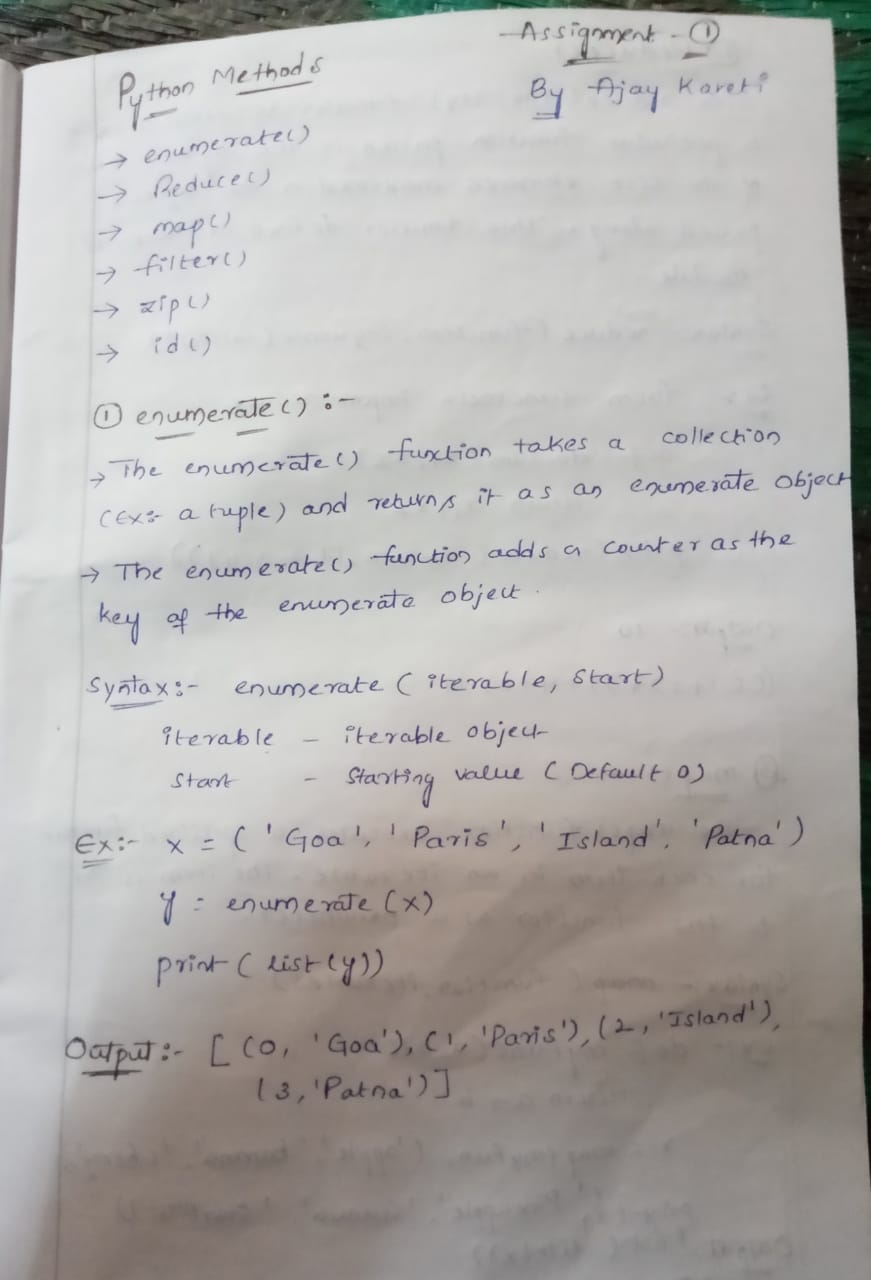 Assignment - ①
By Ajay Kareti
Python Methods
→ enumerate()
→ Reduce()
→ map()
→ filter()
→ zip()
→ id()
① enumerate() :-
→ The enumerate() function takes a collection
(Ex:- a tuple) and returns it as an enumerate object
→ The enumerate() function adds a counter as the
key of the enumerate object.
Syntax :- enumerate (iterable, Start)
iterable - iterable object
Start - Starting value (Default 0)
Ex:- x = ('Goa', 'Paris', 'Island', 'Patna')
y = enumerate (x)
print (list(y))
Output :- [(0, 'Goa'), (1, 'Paris'), (2, 'Island'),
(3, 'Patna')]